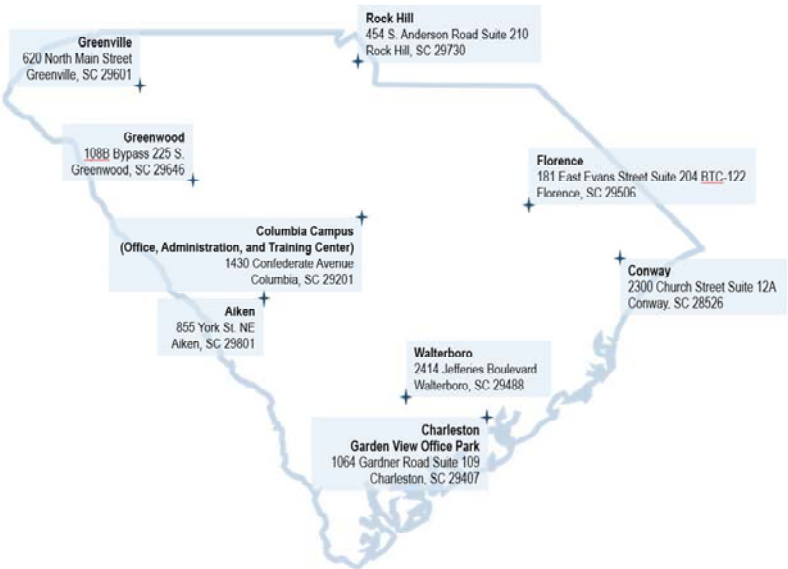 Rock Hill
454 S. Anderson Road Suite 210
Rock Hill, SC 29730
Greenville
620 North Main Street
Greenville, SC 29601
Greenwood
108B Bypass 225 S.
Greenwood, SC 29646
Florence
181 East Evans Street Suite 204 BTC-122
Florence, SC 29506
Columbia Campus
(Office, Administration, and Training Center)
1430 Confederate Avenue
Columbia, SC 29201
Conway
2300 Church Street Suite 12A
Conway, SC 28526
Aiken
855 York St. NE
Aiken, SC 29801
Walterboro
2414 Jefferies Boulevard
Walterboro, SC 29488
Charleston
Garden View Office Park
1064 Gardner Road Suite 109
Charleston, SC 29407